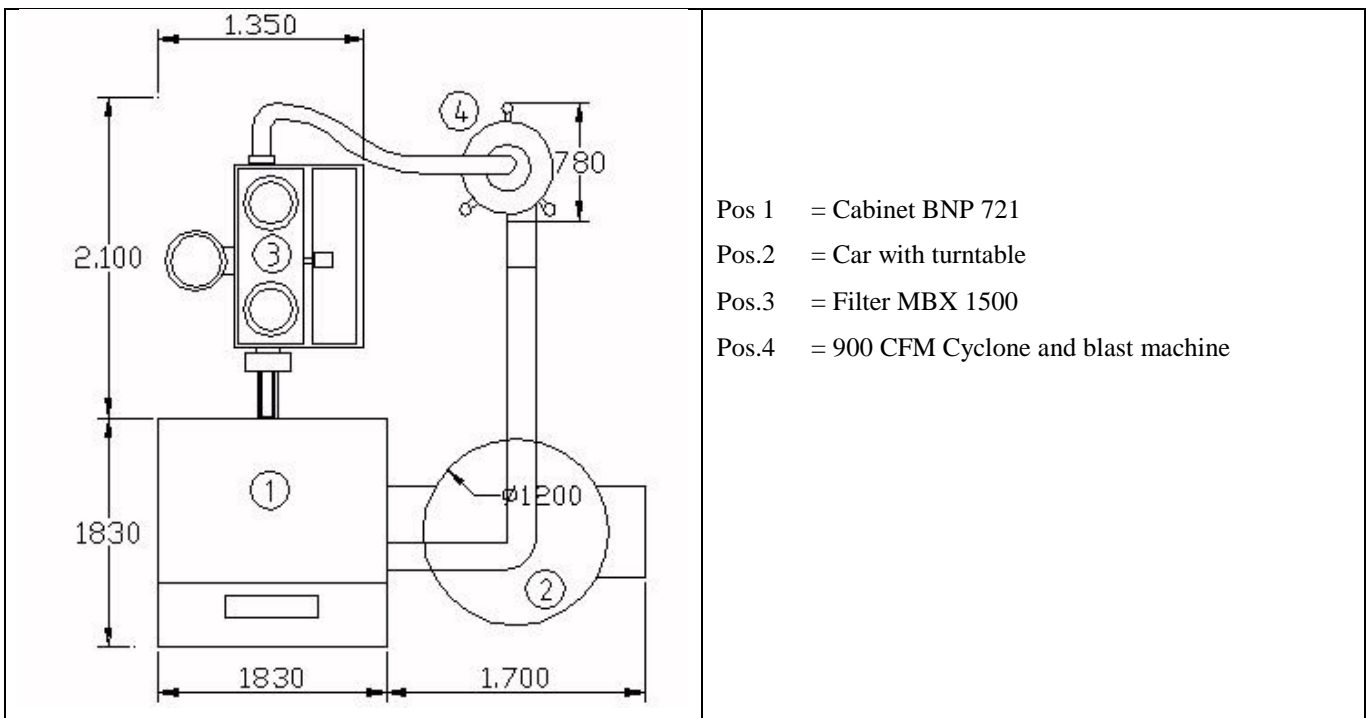 1.350
4
780
2.100
3
1
1830
⌀1200
2
1830
1.700
Pos 1 = Cabinet BNP 721
Pos.2 = Car with turntable
Pos.3 = Filter MBX 1500
Pos.4 = 900 CFM Cyclone and blast machine